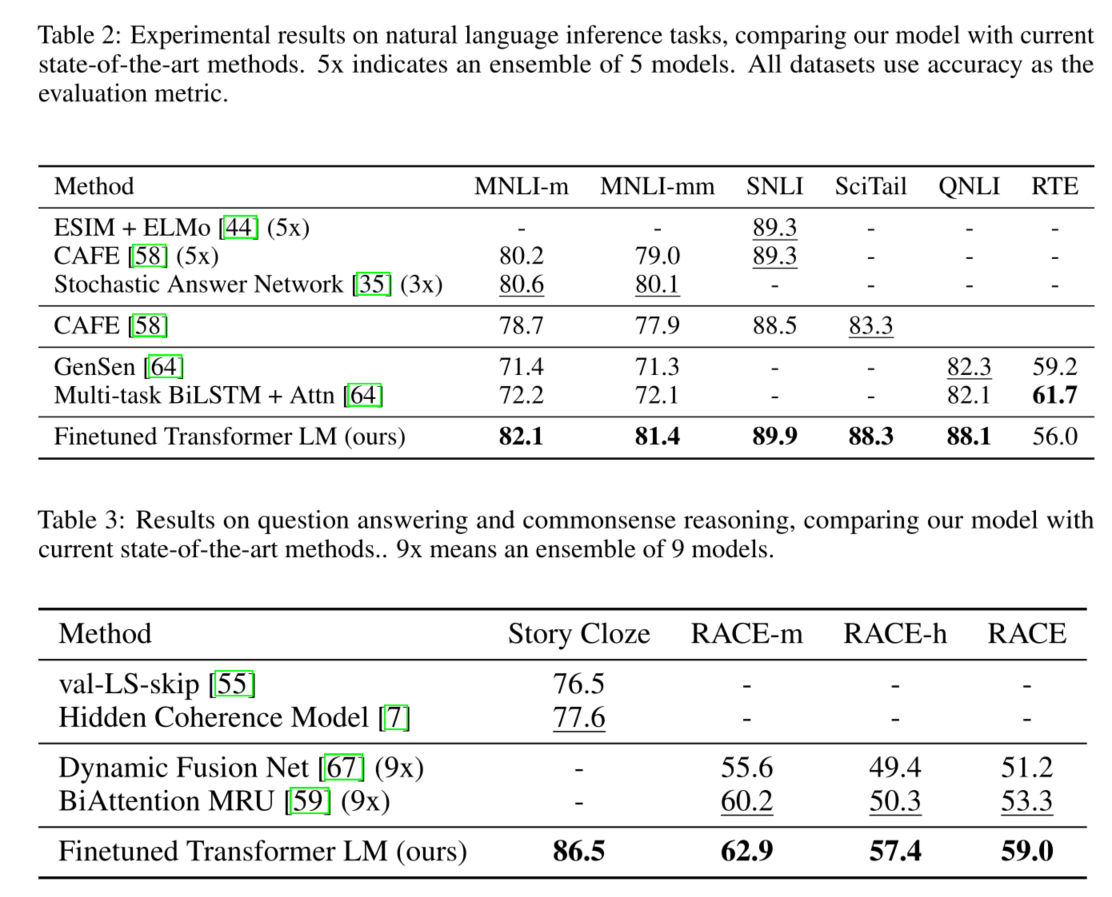 Table 2: Experimental results on natural language inference tasks, comparing our model with current
state-of-the-art methods. 5x indicates an ensemble of 5 models. All datasets use accuracy as the
evaluation metric.
Method MNLI-m MNLI-mm SNLI SciTail QNLI RTE
ESIM + ELMo [44] (5x) - - 89.3 - - -
CAFE [58] (5x) 80.2 79.0 89.3 - - -
Stochastic Answer Network [35] (3x) 80.6 80.1 - - - -
CAFE [58] 78.7 77.9 88.5 83.3
GenSen [64] 71.4 71.3 - - 82.3 59.2
Multi-task BiLSTM + Attn [64] 72.2 72.1 - - 82.1 61.7
Finetuned Transformer LM (ours) 82.1 81.4 89.9 88.3 88.1 56.0
Table 3: Results on question answering and commonsense reasoning, comparing our model with
current state-of-the-art methods.. 9x means an ensemble of 9 models.
Method Story Cloze RACE-m RACE-h RACE
val-LS-skip [55] 76.5 - - -
Hidden Coherence Model [7] 77.6 - - -
Dynamic Fusion Net [67] (9x) - 55.6 49.4 51.2
BiAttention MRU [59] (9x) - 60.2 50.3 53.3
Finetuned Transformer LM (ours) 86.5 62.9 57.4 59.0